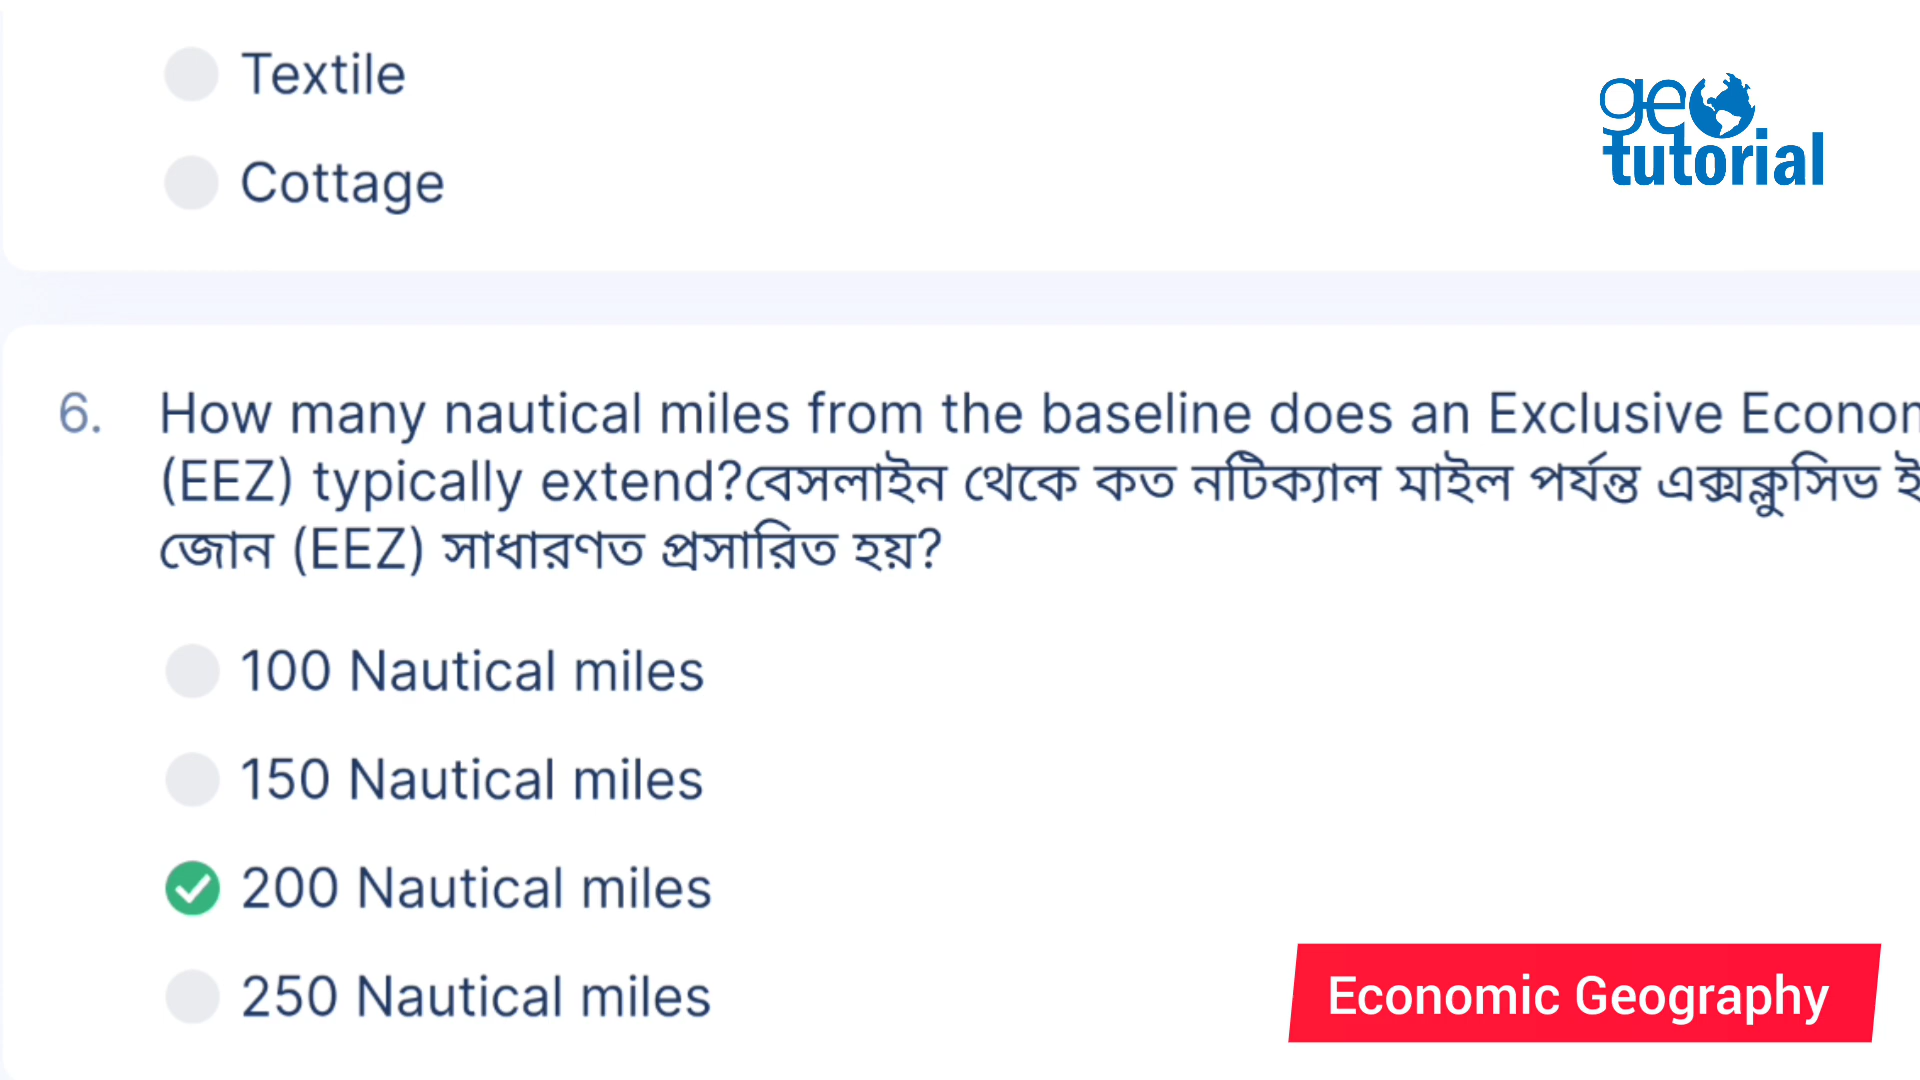 Textile
Cottage
geo
tutorial
6. How many nautical miles from the baseline does an Exclusive
(EEZ) typically extend?বেসলাইন থেকে কত নটিক্যাল মাইল পর্যন্ত এক্সক্লুসিভ
জোন (EEZ) সাধারণত প্রসারিত হয়?
100 Nautical miles
150 Nautical miles
200 Nautical miles
250 Nautical miles
Economic Geography